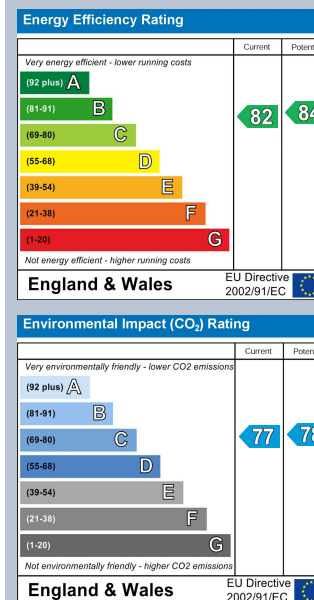 Energy Efficiency Rating
Current Potent
Very energy efficient - lower running costs
(92 plus) A
(81-91) B
(69-80) C
(55-68) D
(39-54) E
(21-38) F
(1-20) G
82 84
Not energy efficient - higher running costs
England & Wales
EU Directive
2002/91/EC
Environmental Impact (CO₂) Rating
Current Poten
Very environmentally friendly - lower CO2 emissions
(92 plus) A
(81-91) B
(69-80) C
(55-68) D
(39-54) E
(21-38) F
(1-20) G
77 78
Not environmentally friendly - higher CO2 emissions
England & Wales
EU Directive
2002/91/EC